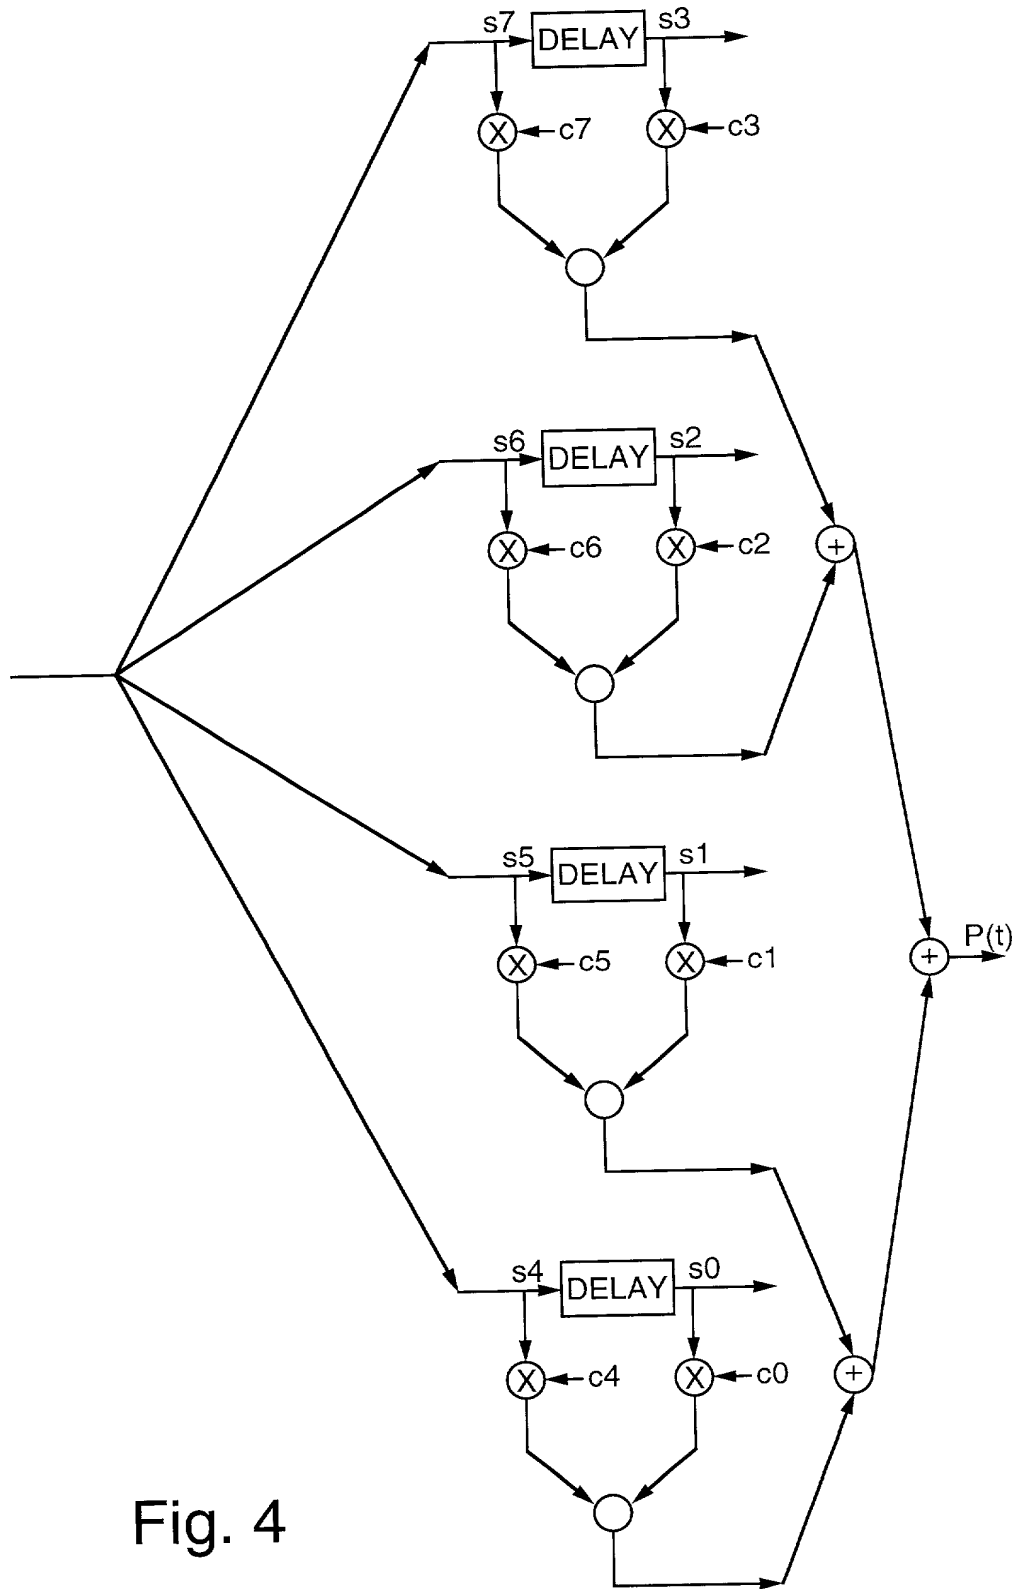 s7 DELAY s3
X c7 X c3
s6 DELAY s2
X c6 X c2
+
s5 DELAY s1
P(t)
+
X c5 X c1
s4 DELAY s0
X c4 X c0
+
Fig. 4